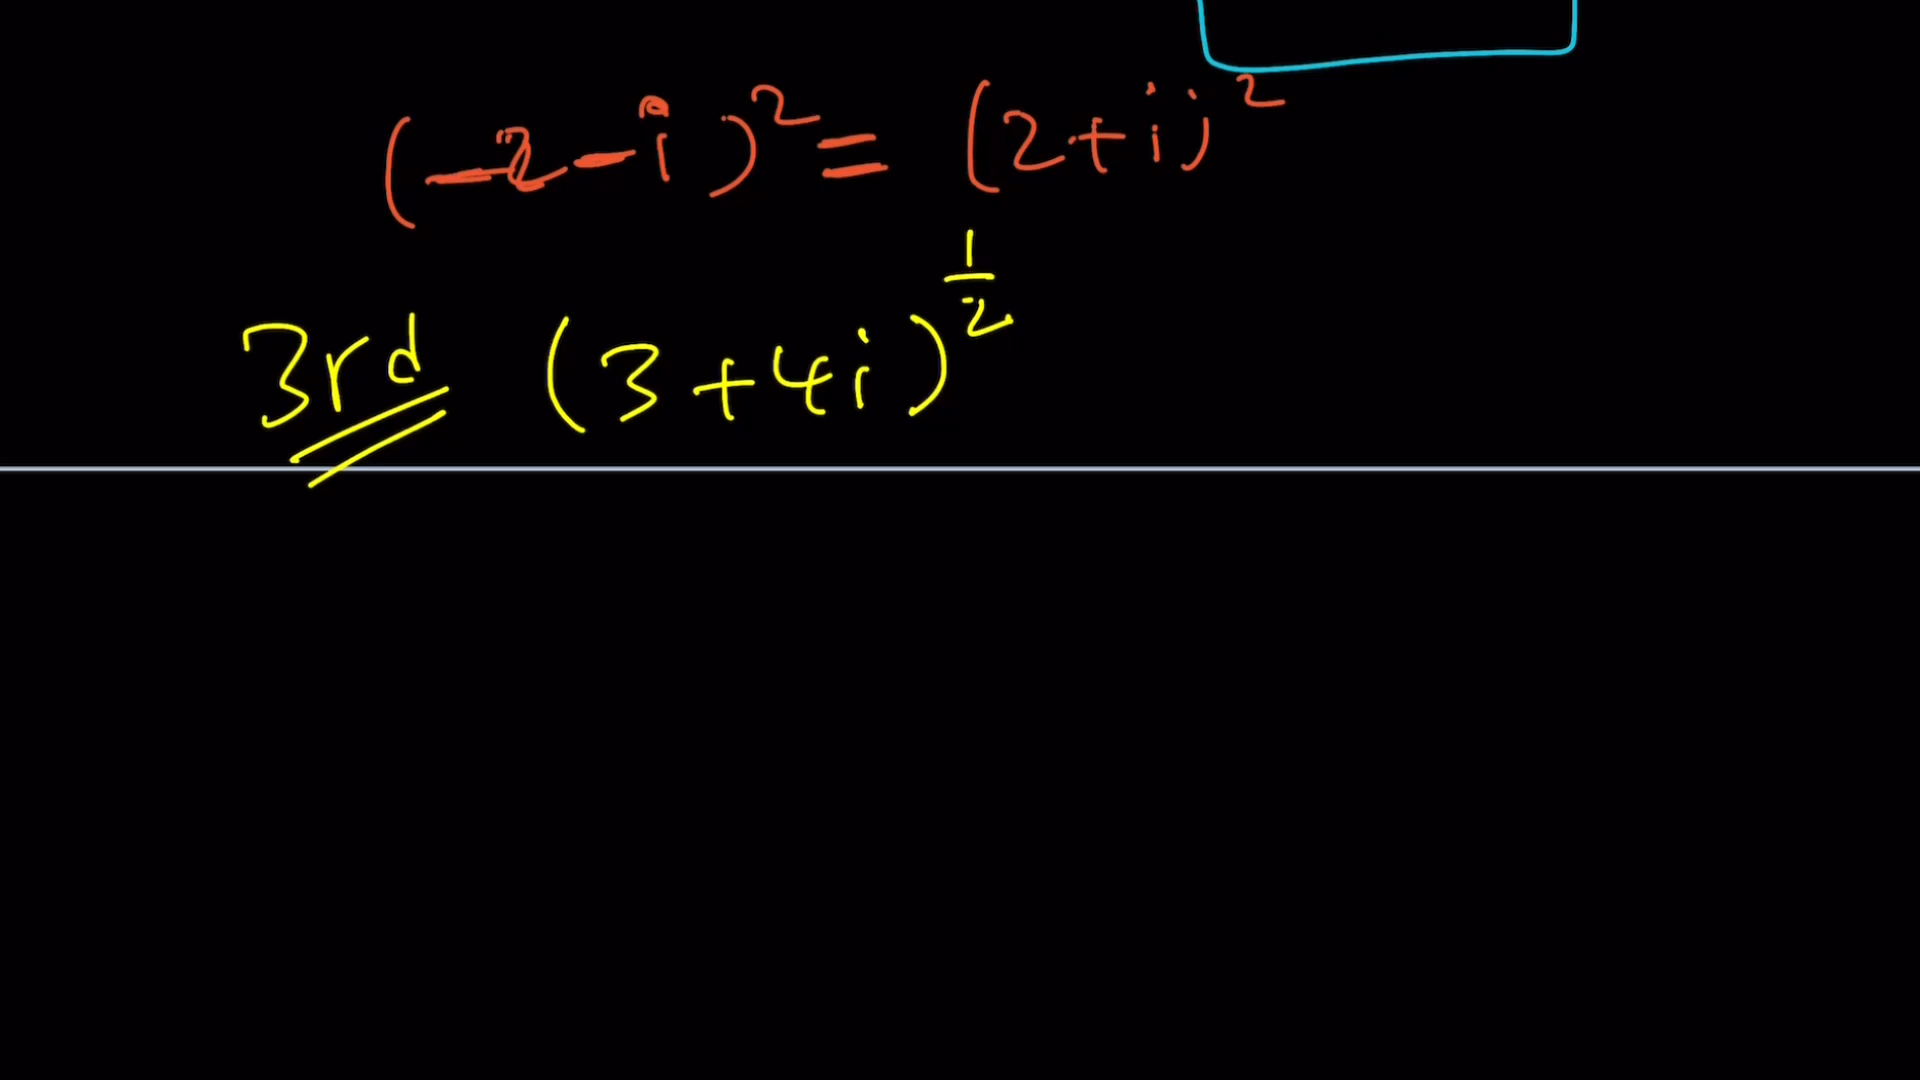 (-2-i)² = (2+i)²
3rd (3+4i)^{1/2}